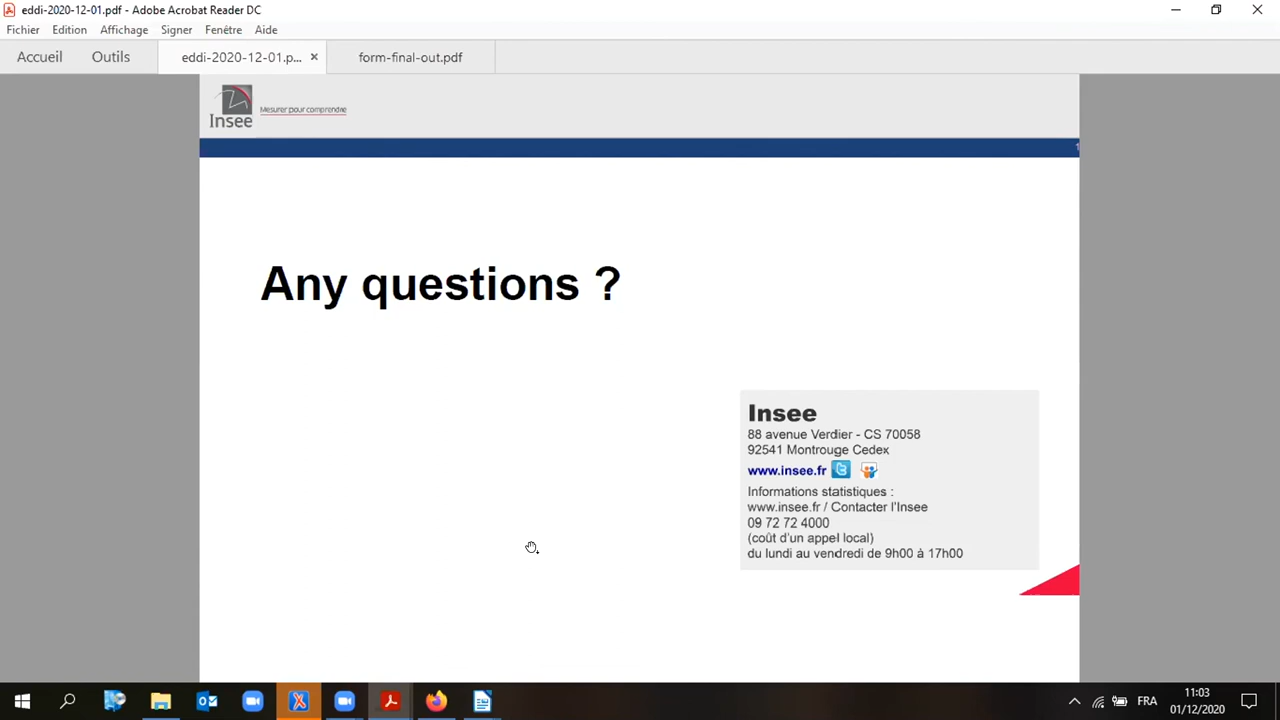 eddi-2020-12-01.pdf - Adobe Acrobat Reader DC
Fichier Edition Affichage Signer Fenêtre Aide
Accueil Outils eddi-2020-12-01.p... × form-final-out.pdf
Insee Mesurer pour comprendre
Any questions ?
Insee
88 avenue Verdier - CS 70058
92541 Montrouge Cedex
www.insee.fr
Informations statistiques :
www.insee.fr / Contacter l'Insee
09 72 72 4000
(coût d'un appel local)
du lundi au vendredi de 9h00 à 17h00
FRA
11:03
01/12/2020